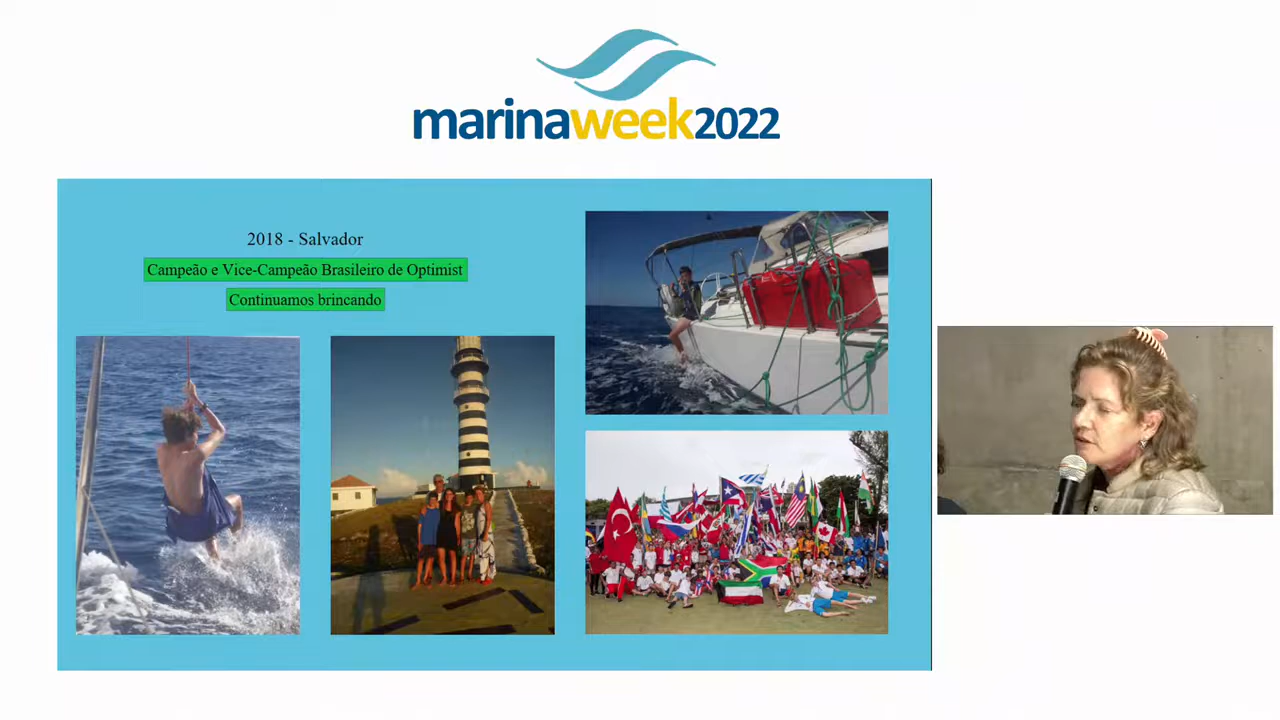 marinaweek2022
2018 - Salvador
Campeão e Vice-Campeão Brasileiro de Optimist
Continuamos brincando